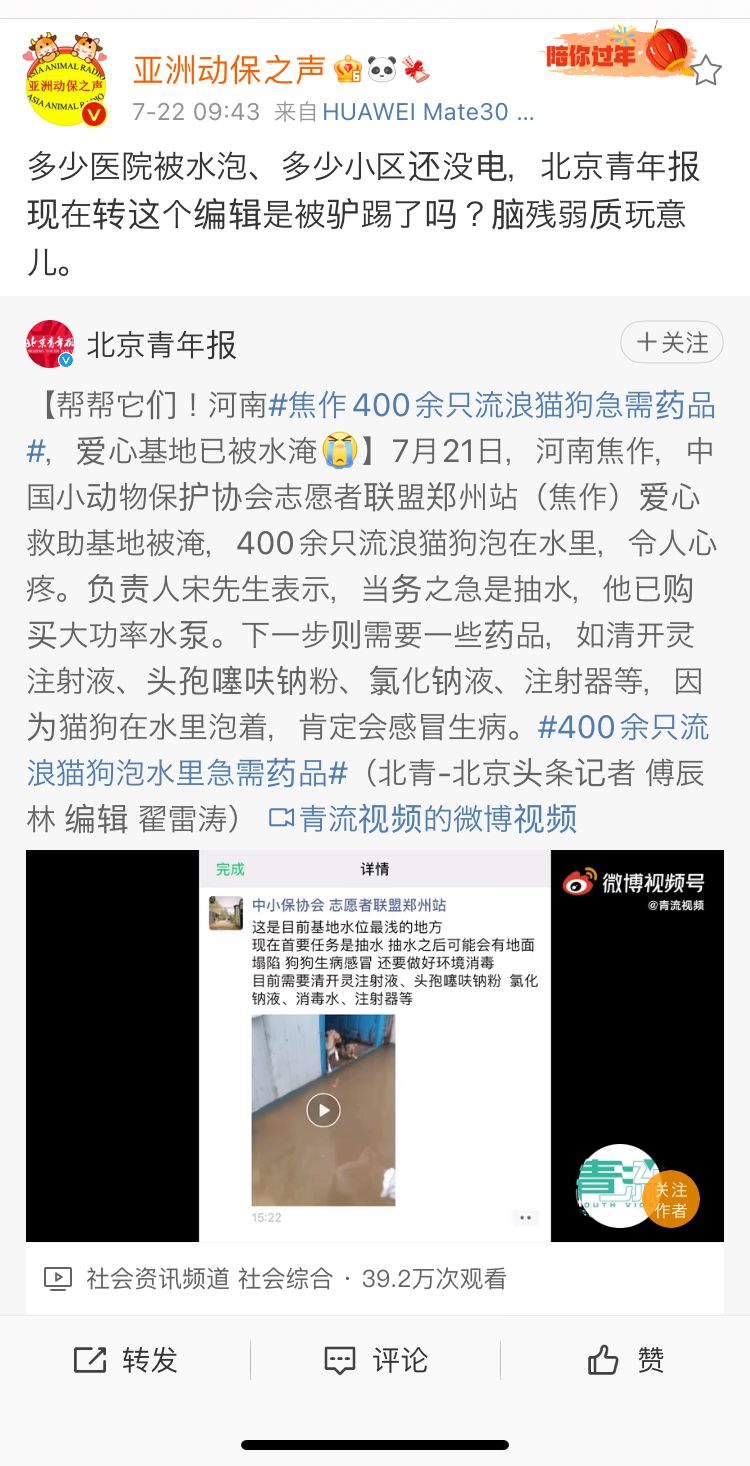 亚洲动保之声
陪你过年
ASIA ANIMAL RADIO
亚洲动保之声
ASIA ANIMAL RADIO
7-22 09:43 来自HUAWEI Mate30 ...
多少医院被水泡、多少小区还没电，北京青年报
现在转这个编辑是被驴踢了吗？脑残弱质玩意
儿。
北京青年报
北京青年报
+关注
【帮帮它们！河南#焦作400余只流浪猫狗急需药品
#，爱心基地已被水淹😭】7月21日，河南焦作，中
国小动物保护协会志愿者联盟郑州站（焦作）爱心
救助基地被淹，400余只流浪猫狗泡在水里，令人心
疼。负责人宋先生表示，当务之急是抽水，他已购
买大功率水泵。下一步则需要一些药品，如清开灵
注射液、头孢噻呋钠粉、氯化钠液、注射器等，因
为猫狗在水里泡着，肯定会感冒生病。#400余只流
浪猫狗泡水里急需药品#（北青-北京头条记者 傅辰
林 编辑 翟雷涛） 青流视频的微博视频
完成
详情
微博视频号
@青流视频
中小保协会 志愿者联盟郑州站
这是目前基地水位最浅的地方
现在首要任务是抽水 抽水之后可能会有地面
塌陷 狗狗生病感冒 还要做好环境消毒
目前需要清开灵注射液、头孢噻呋钠粉 氯化
钠液、消毒水、注射器等
15:22
关注
作者
社会资讯频道 社会综合 · 39.2万次观看
转发
评论
赞